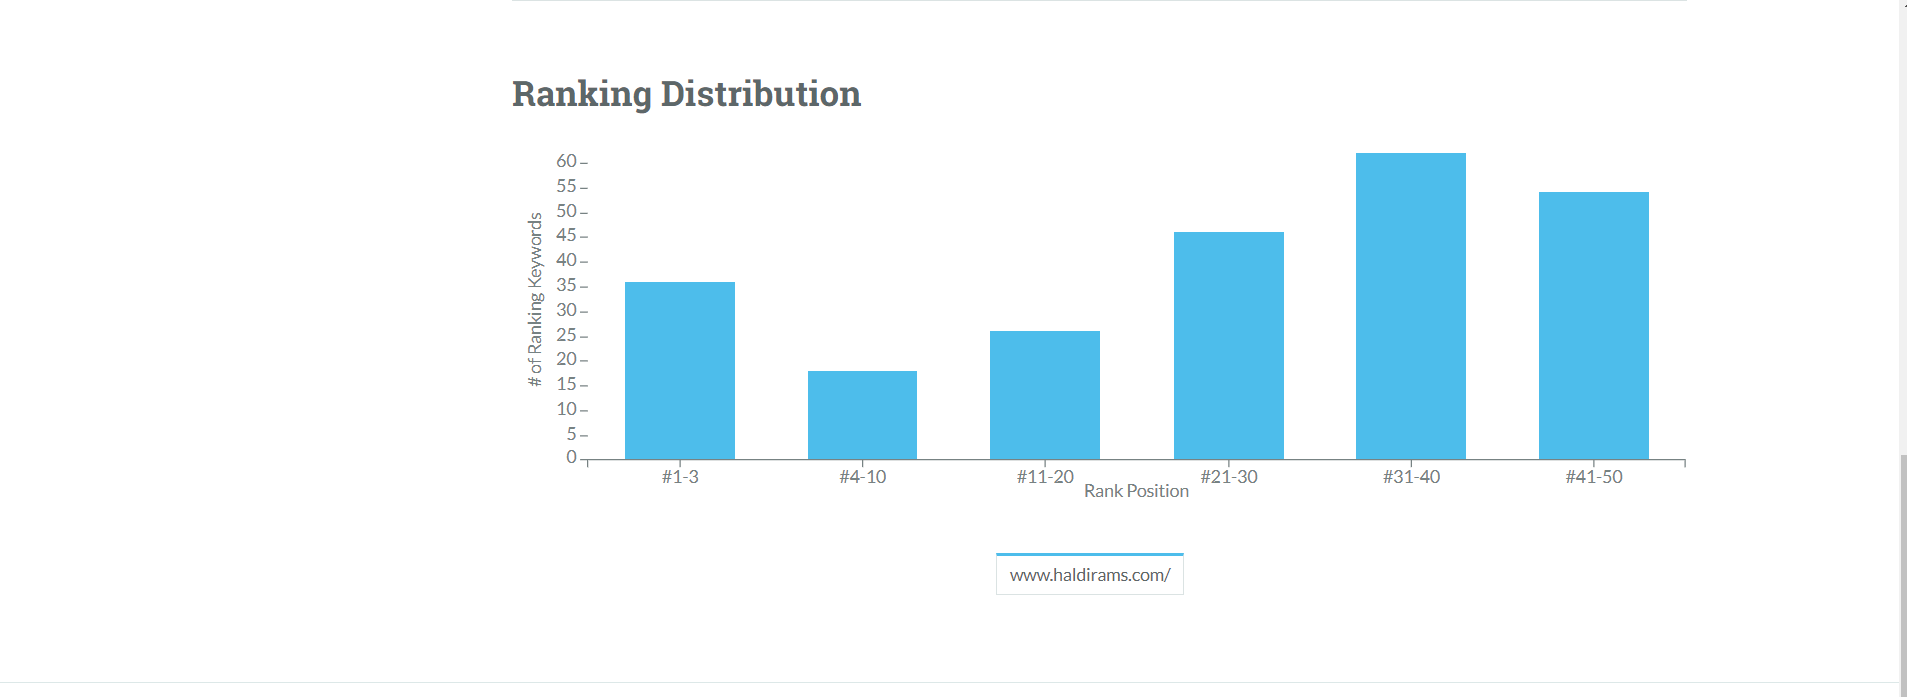 Ranking Distribution
60
55
50
45
40
35
30
25
20
15
10
5
0
# of Ranking Keywords
#1-3 #4-10 #11-20 #21-30 #31-40 #41-50
Rank Position
www.haldirams.com/